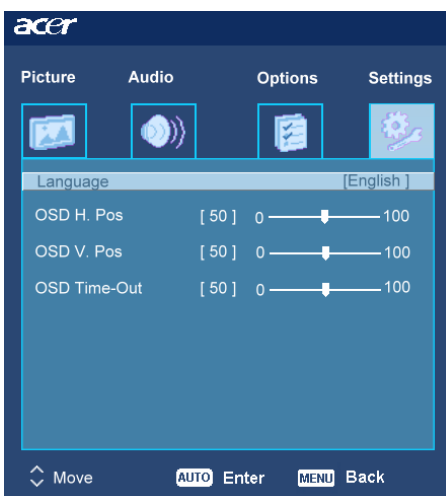 acer
Picture Audio Options Settings
Language [English ]
OSD H. Pos [ 50 ] 0 100
OSD V. Pos [ 50 ] 0 100
OSD Time-Out [ 50 ] 0 100
Move AUTO Enter MENU Back